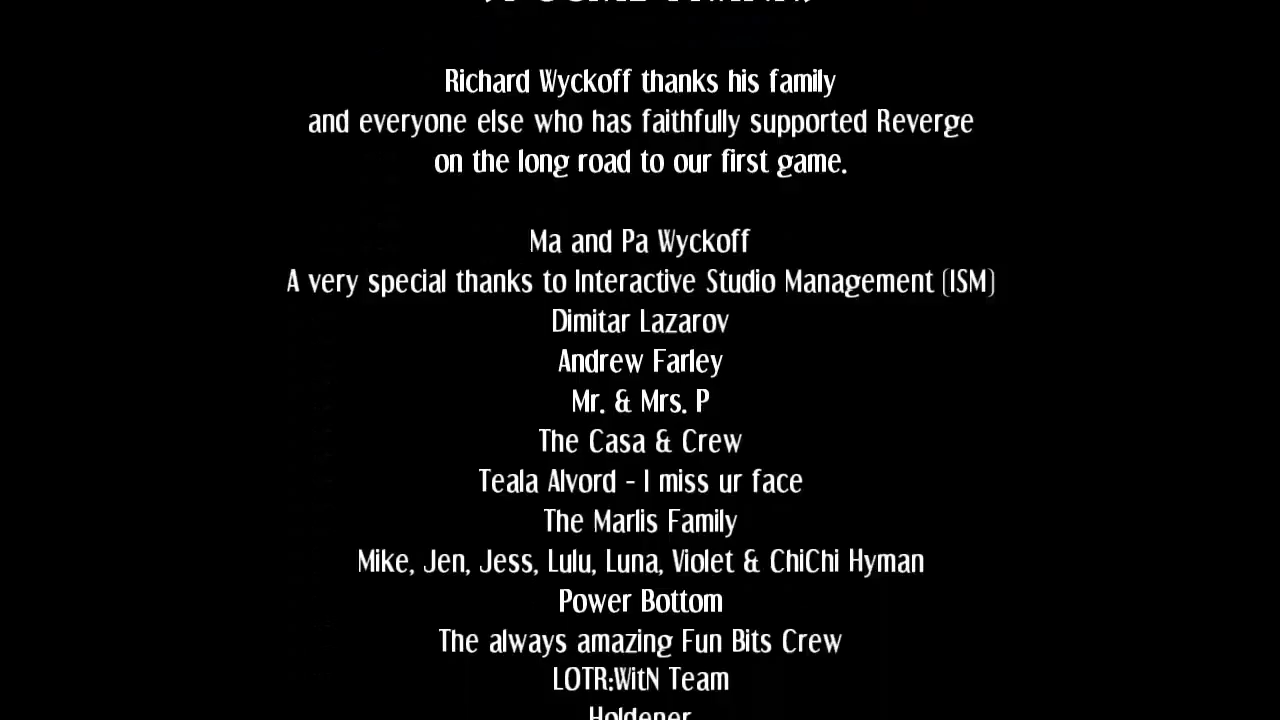 Richard Wyckoff thanks his family
and everyone else who has faithfully supported Reverge
on the long road to our first game.
Ma and Pa Wyckoff
A very special thanks to Interactive Studio Management (ISM)
Dimitar Lazarov
Andrew Farley
Mr. & Mrs. P
The Casa & Crew
Teala Alvord - I miss ur face
The Marlis Family
Mike, Jen, Jess, Lulu, Luna, Violet & ChiChi Hyman
Power Bottom
The always amazing Fun Bits Crew
LOTR:WitN Team
Holdener